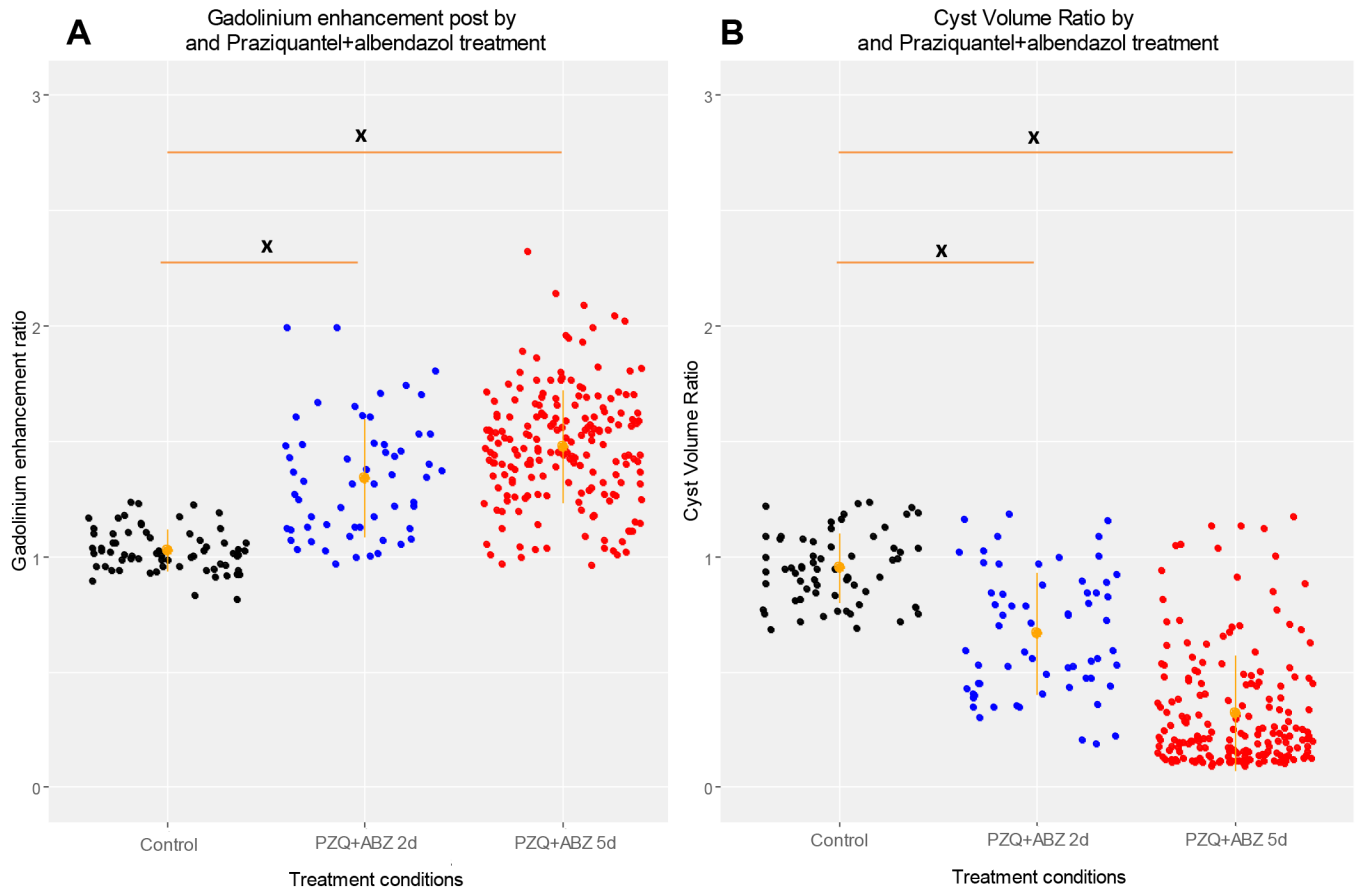 A
Gadolinium enhancement post by
and Praziquantel+albendazol treatment
Gadolinium enhancement ratio
3
2
1
0
x
x
Control
PZQ+ABZ 2d
PZQ+ABZ 5d
Treatment conditions
B
Cyst Volume Ratio by
and Praziquantel+albendazol treatment
Cyst Volume Ratio
3
2
1
0
x
x
Control
PZQ+ABZ 2d
PZQ+ABZ 5d
Treatment conditions